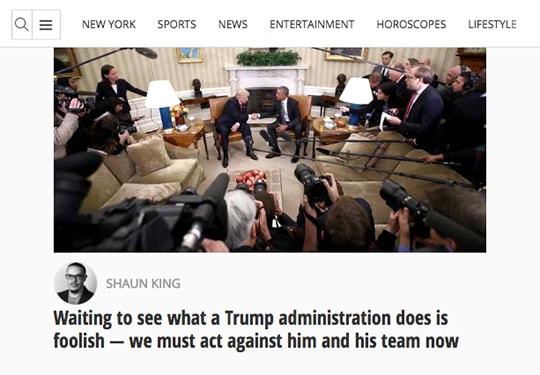 NEW YORK SPORTS NEWS ENTERTAINMENT HOROSCOPES LIFESTYLE
SHAUN KING
Waiting to see what a Trump administration does is
foolish — we must act against him and his team now